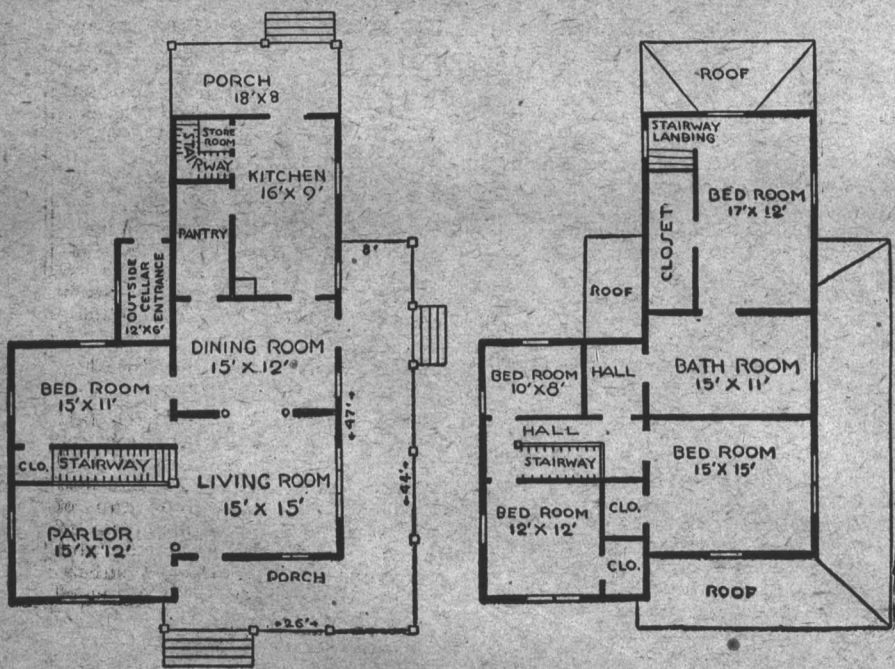 PORCH
18'X8
STORE
ROOM
STAIRWAY
KITCHEN
16'X 9'
PANTRY
8'
OUTSIDE
CELLAR
ENTRANCE
12'X6'
DINING ROOM
15' X 12'
BED ROOM
15'X 11'
47'
44'
CLO.
STAIRWAY
LIVING ROOM
15' X 15'
PARLOR
15' X 12'
PORCH
26'
ROOF
STAIRWAY
LANDING
BED ROOM
17'X 12'
CLOSET
ROOF
BED ROOM
10'X8'
HALL
BATH ROOM
15' X 11'
HALL
STAIRWAY
BED ROOM
15'X 15'
BED ROOM
12'X 12'
CLO.
CLO.
ROOF